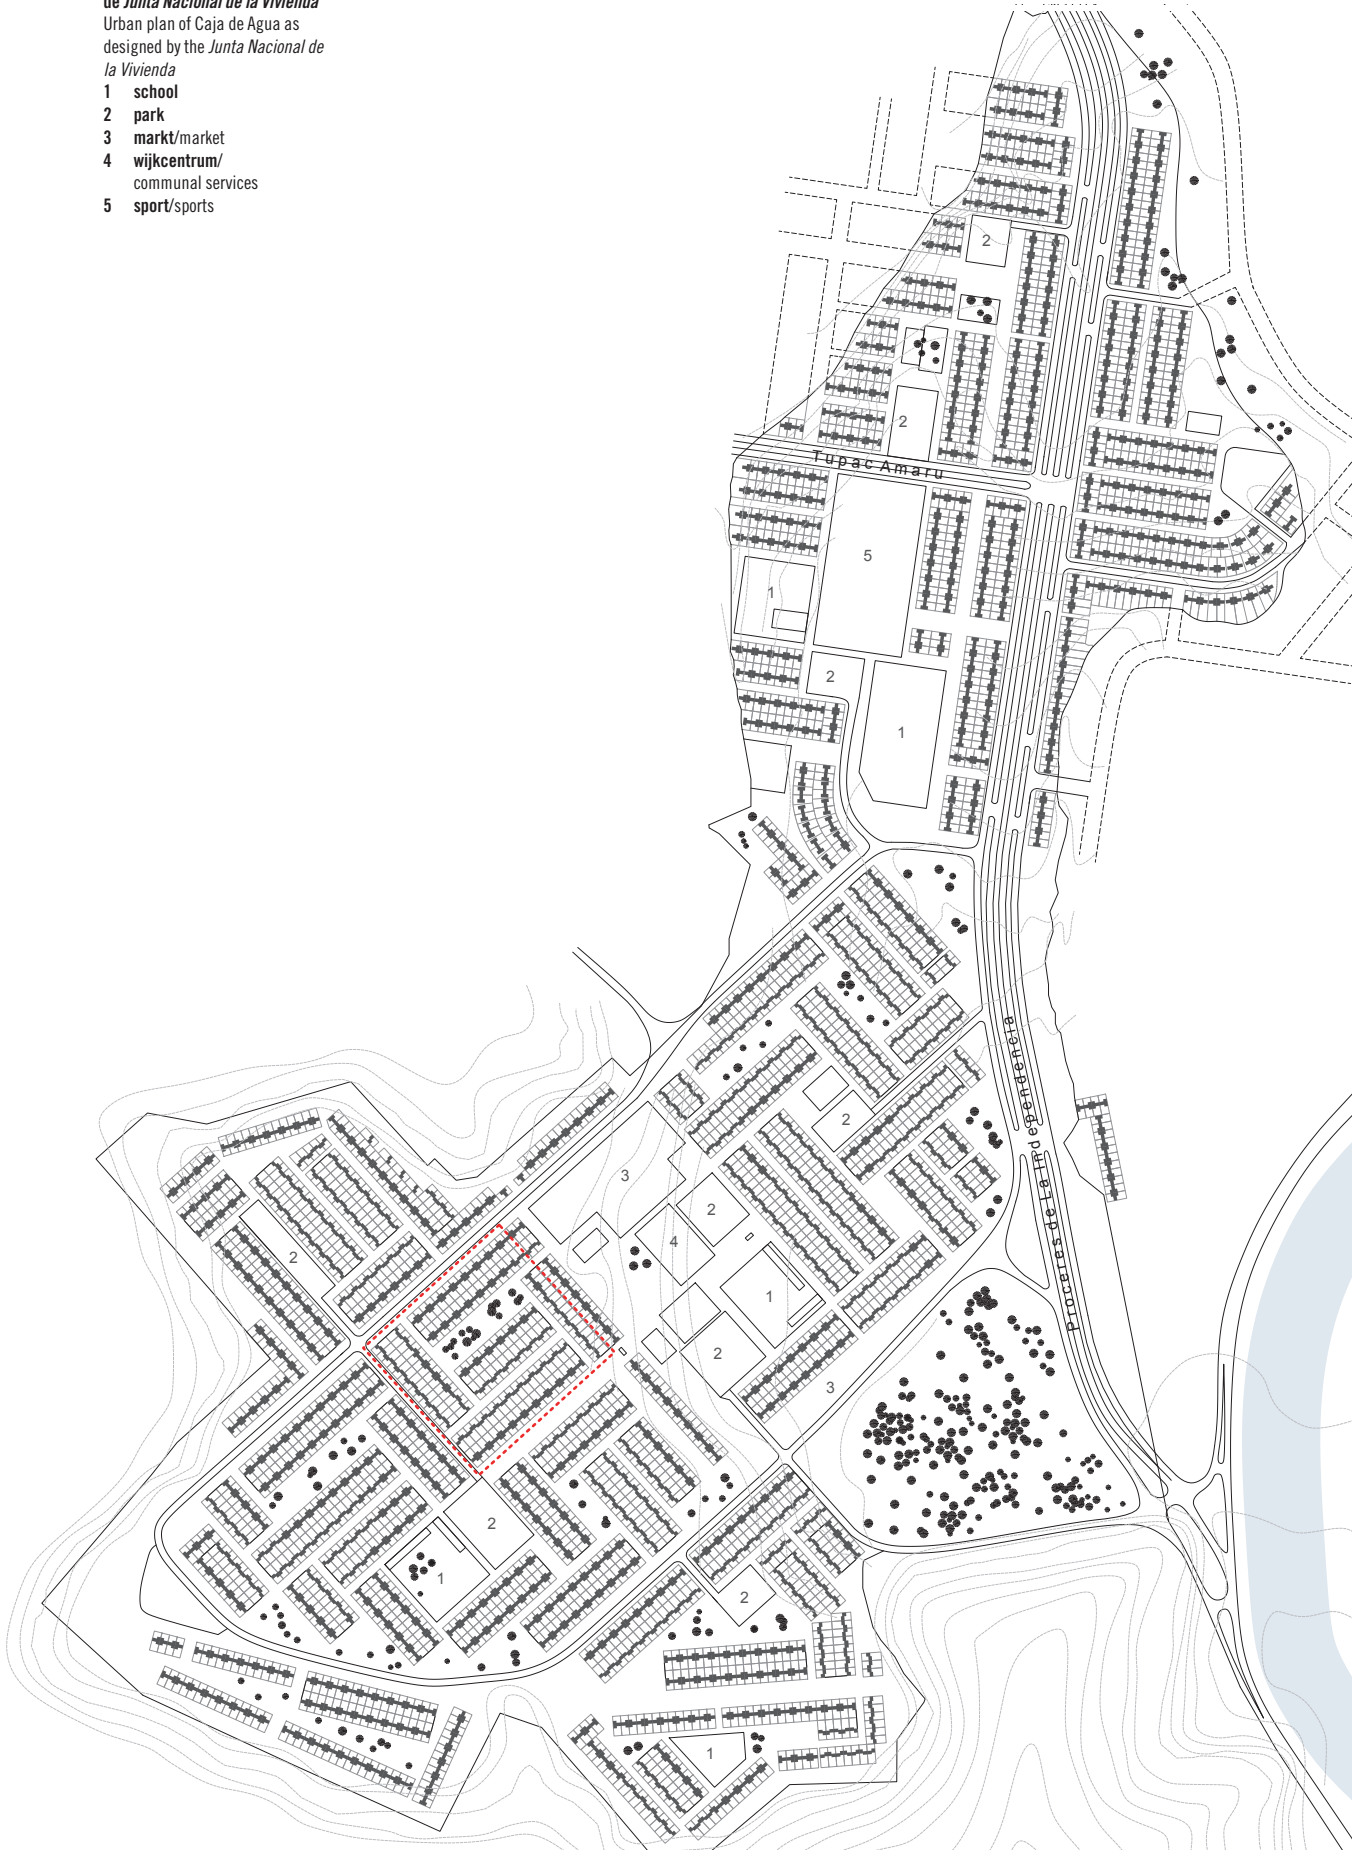 de Junta Nacional de la Vivienda
Urban plan of Caja de Agua as
designed by the Junta Nacional de
la Vivienda
1 school
2 park
3 markt/market
4 wijkcentrum/
communal services
5 sport/sports
2
2
Tupac Amaru
5
1
2
1
Proceres de La Independencia
2
3
2
4
2
1
2
3
2
1
2
1